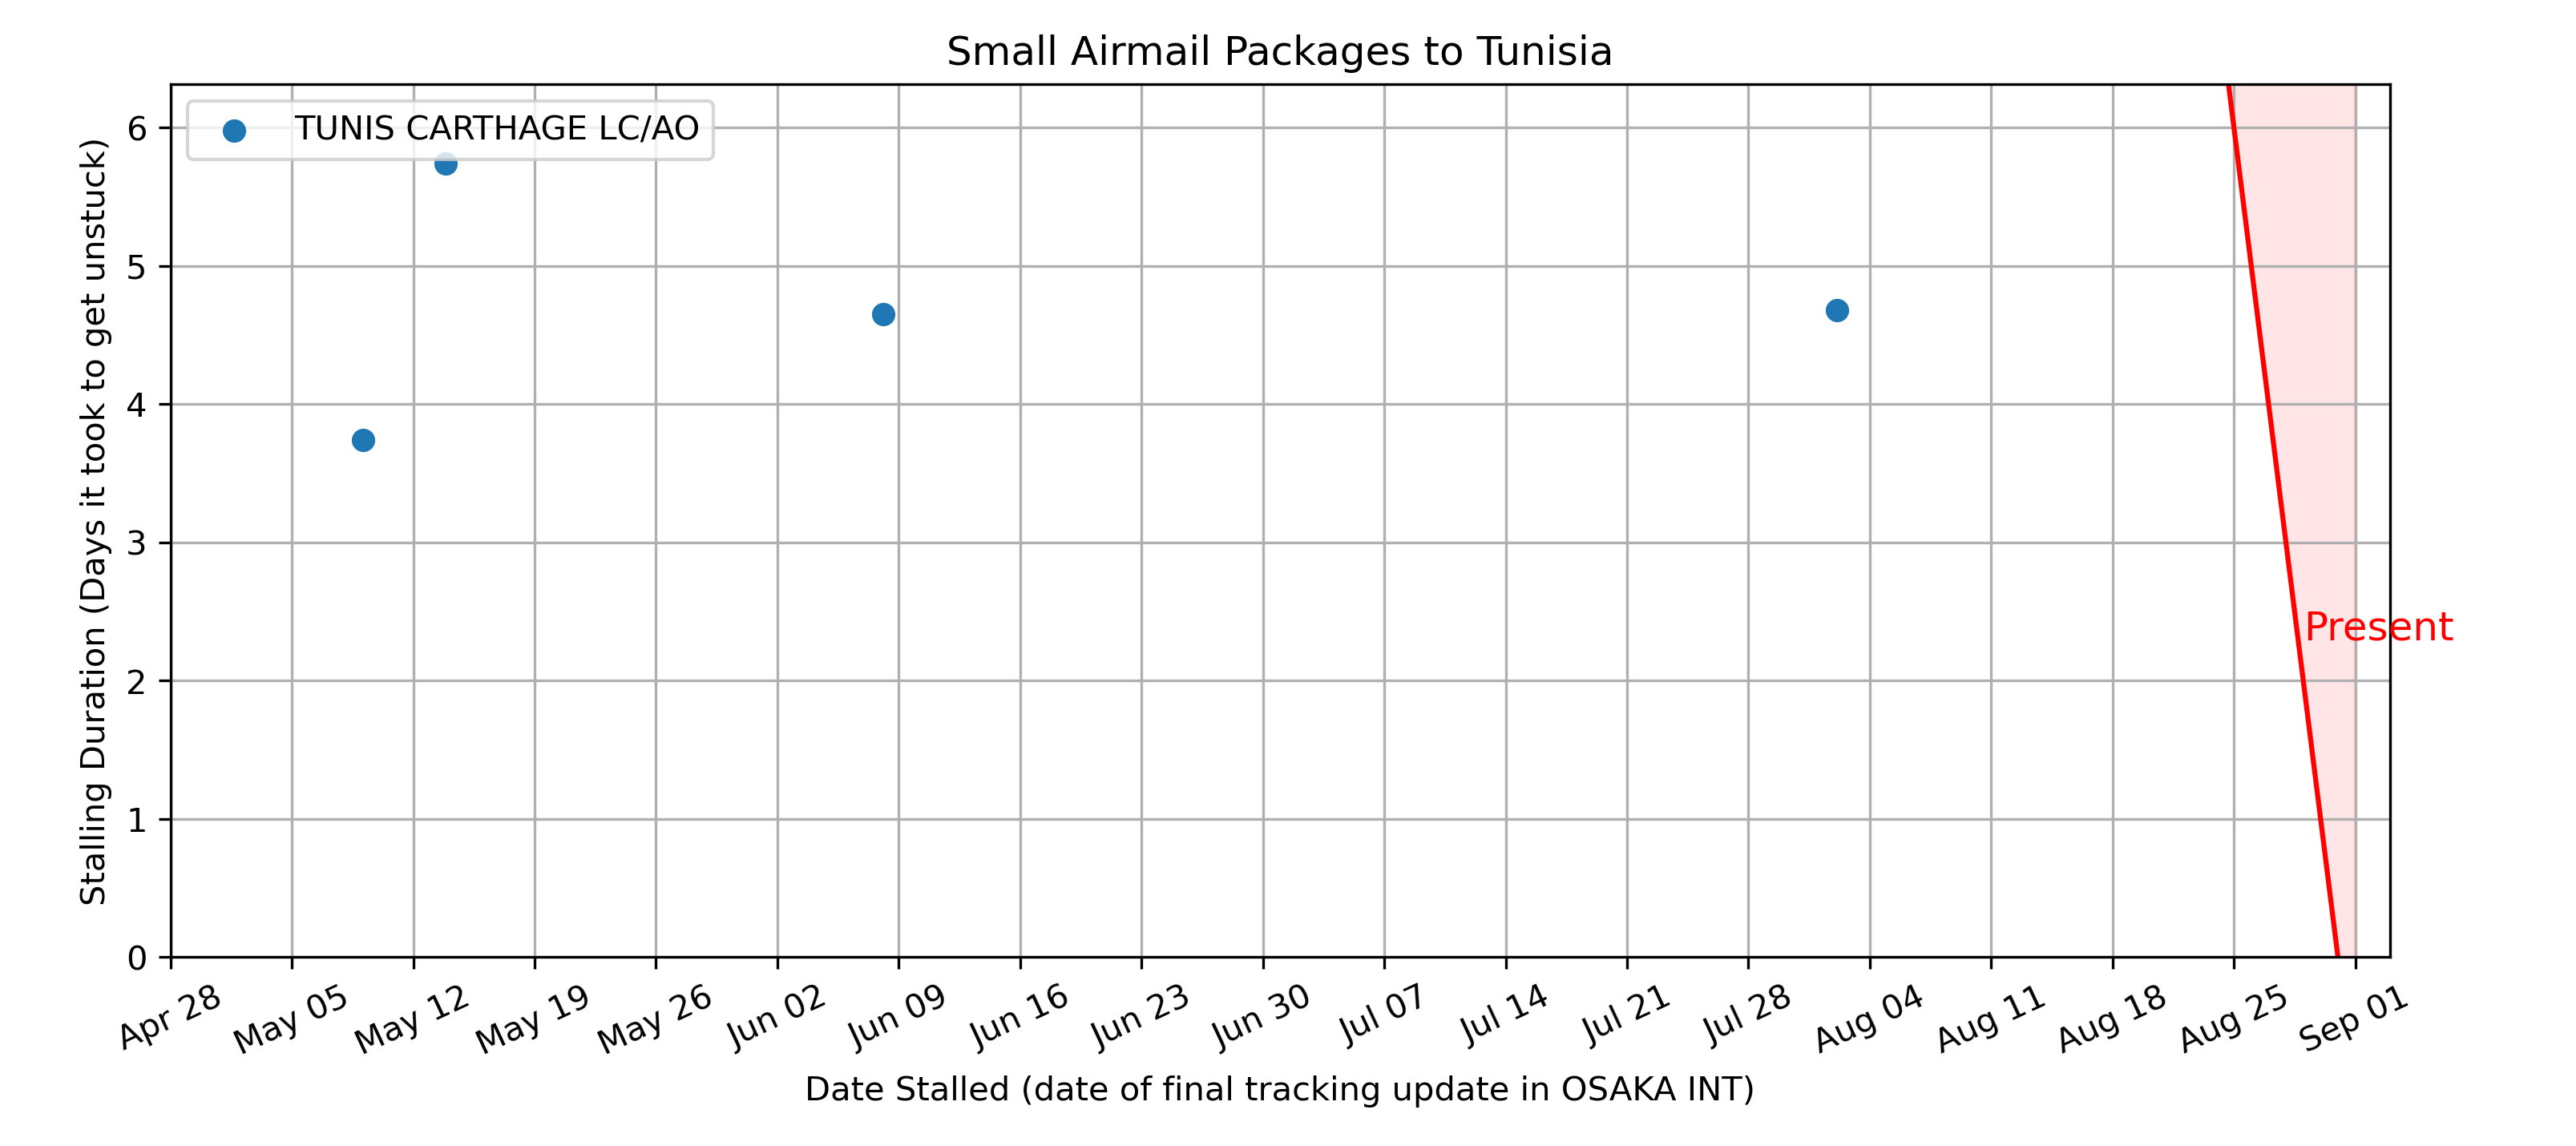 Small Airmail Packages to Tunisia
TUNIS CARTHAGE LC/AO
Stalling Duration (Days it took to get unstuck)
6
5
4
3
2
1
0
Present
Apr 28
May 05
May 12
May 19
May 26
Jun 02
Jun 09
Jun 16
Jun 23
Jun 30
Jul 07
Jul 14
Jul 21
Jul 28
Aug 04
Aug 11
Aug 18
Aug 25
Sep 01
Date Stalled (date of final tracking update in OSAKA INT)